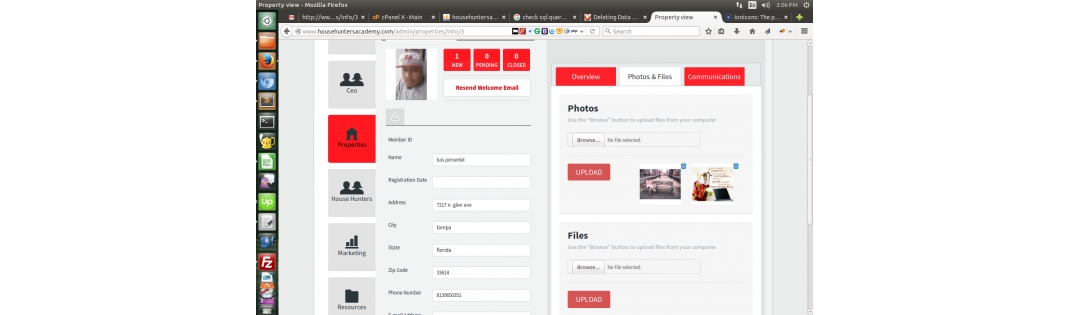 Property view - Mozilla Firefox
En
3:06 PM
http://ww...s/info/3
cPanel X - Main
househuntersa...
check sql quer...
Deleting Data ...
Property view
Ionicons: The p...
www.househuntersacademy.com/admin/properties/info/3
Search
1 NEW
0 PENDING
0 CLOSED
Resend Welcome Email
Ceo
Properties
House Hunters
Marketing
Resources
Member ID
Name
luis pimentel
Registration Date
Address
7217 n. glen ave
City
tampa
State
florida
Zip Code
33614
Phone Number
8139650351
Overview
Photos & Files
Communications
Photos
Use the "Browse" button to upload files from your computer
Browse...
No file selected.
UPLOAD
Files
Use the "Browse" button to upload files from your computer
Browse...
No file selected.
UPLOAD